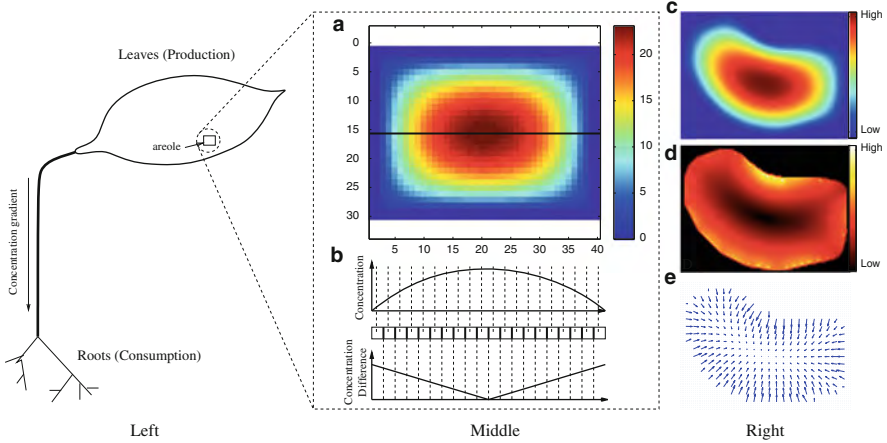 Leaves (Production)
areole
Concentration gradient
Roots (Consumption)
Left
a
0
5
10
15
20
25
30
5 10 15 20 25 30 35 40
20
15
10
5
0
b
Concentration
Concentration
Difference
Middle
c
High
Low
d
High
Low
e
Right